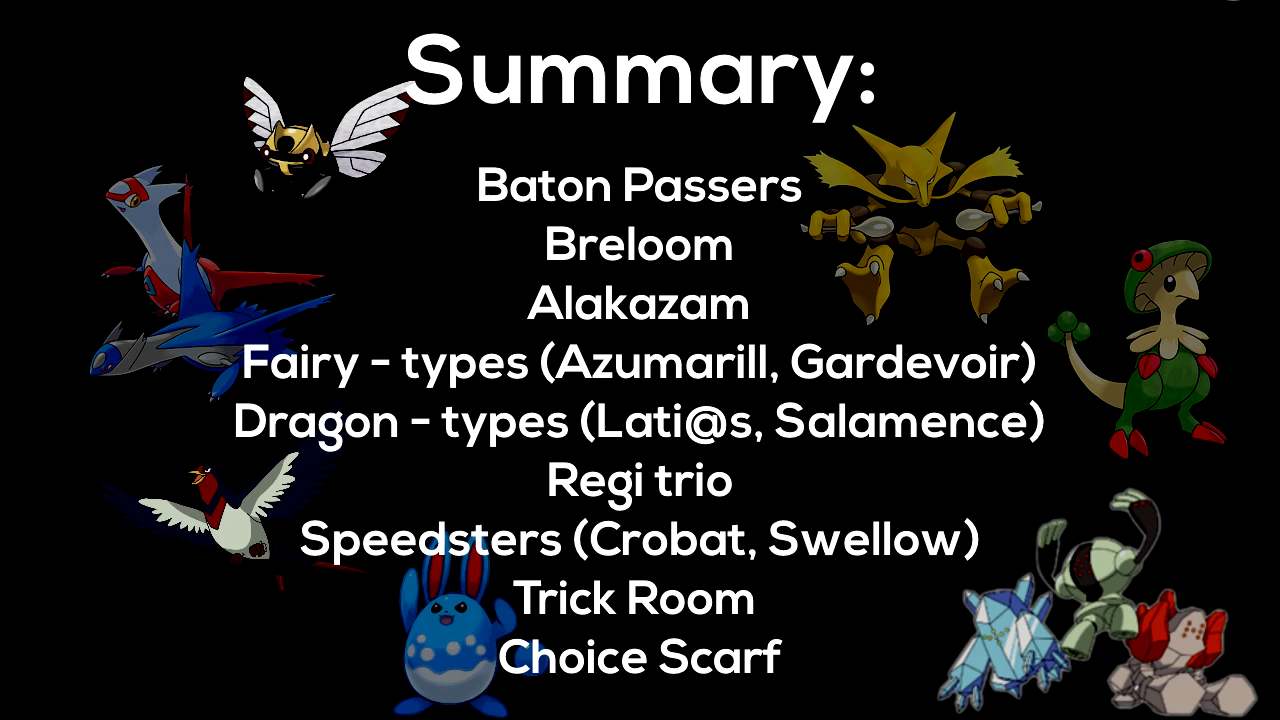 Summary:
Baton Passers
Breloom
Alakazam
Fairy - types (Azumarill, Gardevoir)
Dragon - types (Lati@s, Salamence)
Regi trio
Speedsters (Crobat, Swellow)
Trick Room
Choice Scarf